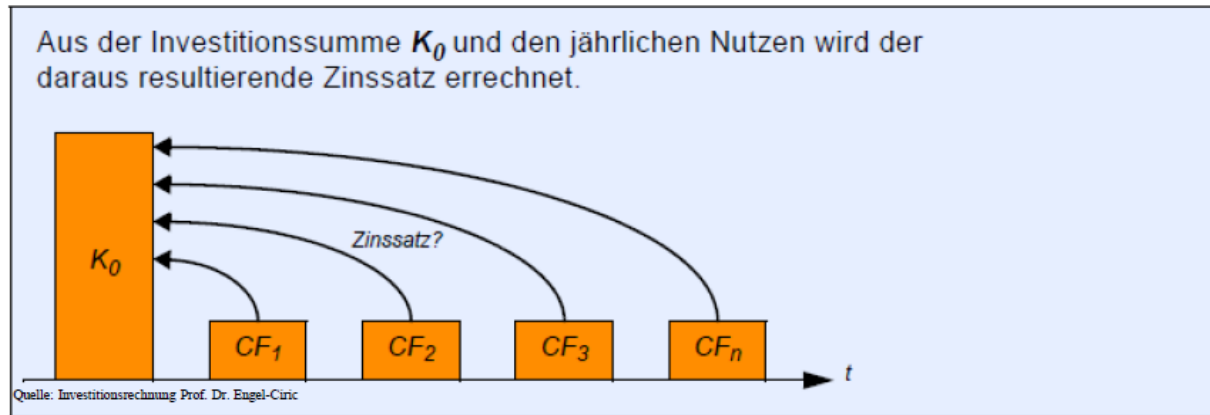 Aus der Investitionssumme K₀ und den jährlichen Nutzen wird der
daraus resultierende Zinssatz errechnet.
Zinssatz?
K₀
CF₁ CF₂ CF₃ CFₙ
t
Quelle: Investitionsrechnung Prof. Dr. Engel-Ciric